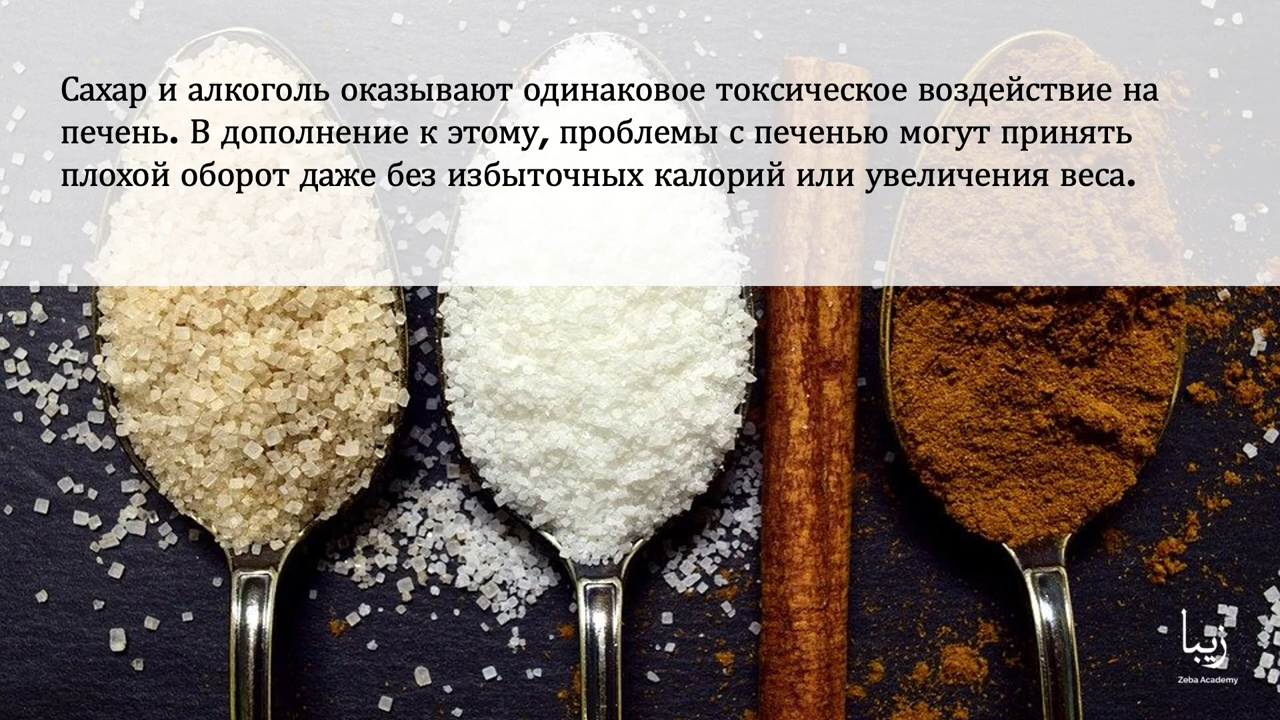 Сахар и алкоголь оказывают одинаковое токсическое воздействие на
печень. В дополнение к этому, проблемы с печенью могут принять
плохой оборот даже без избыточных калорий или увеличения веса.
زیبا
Zeba Academy